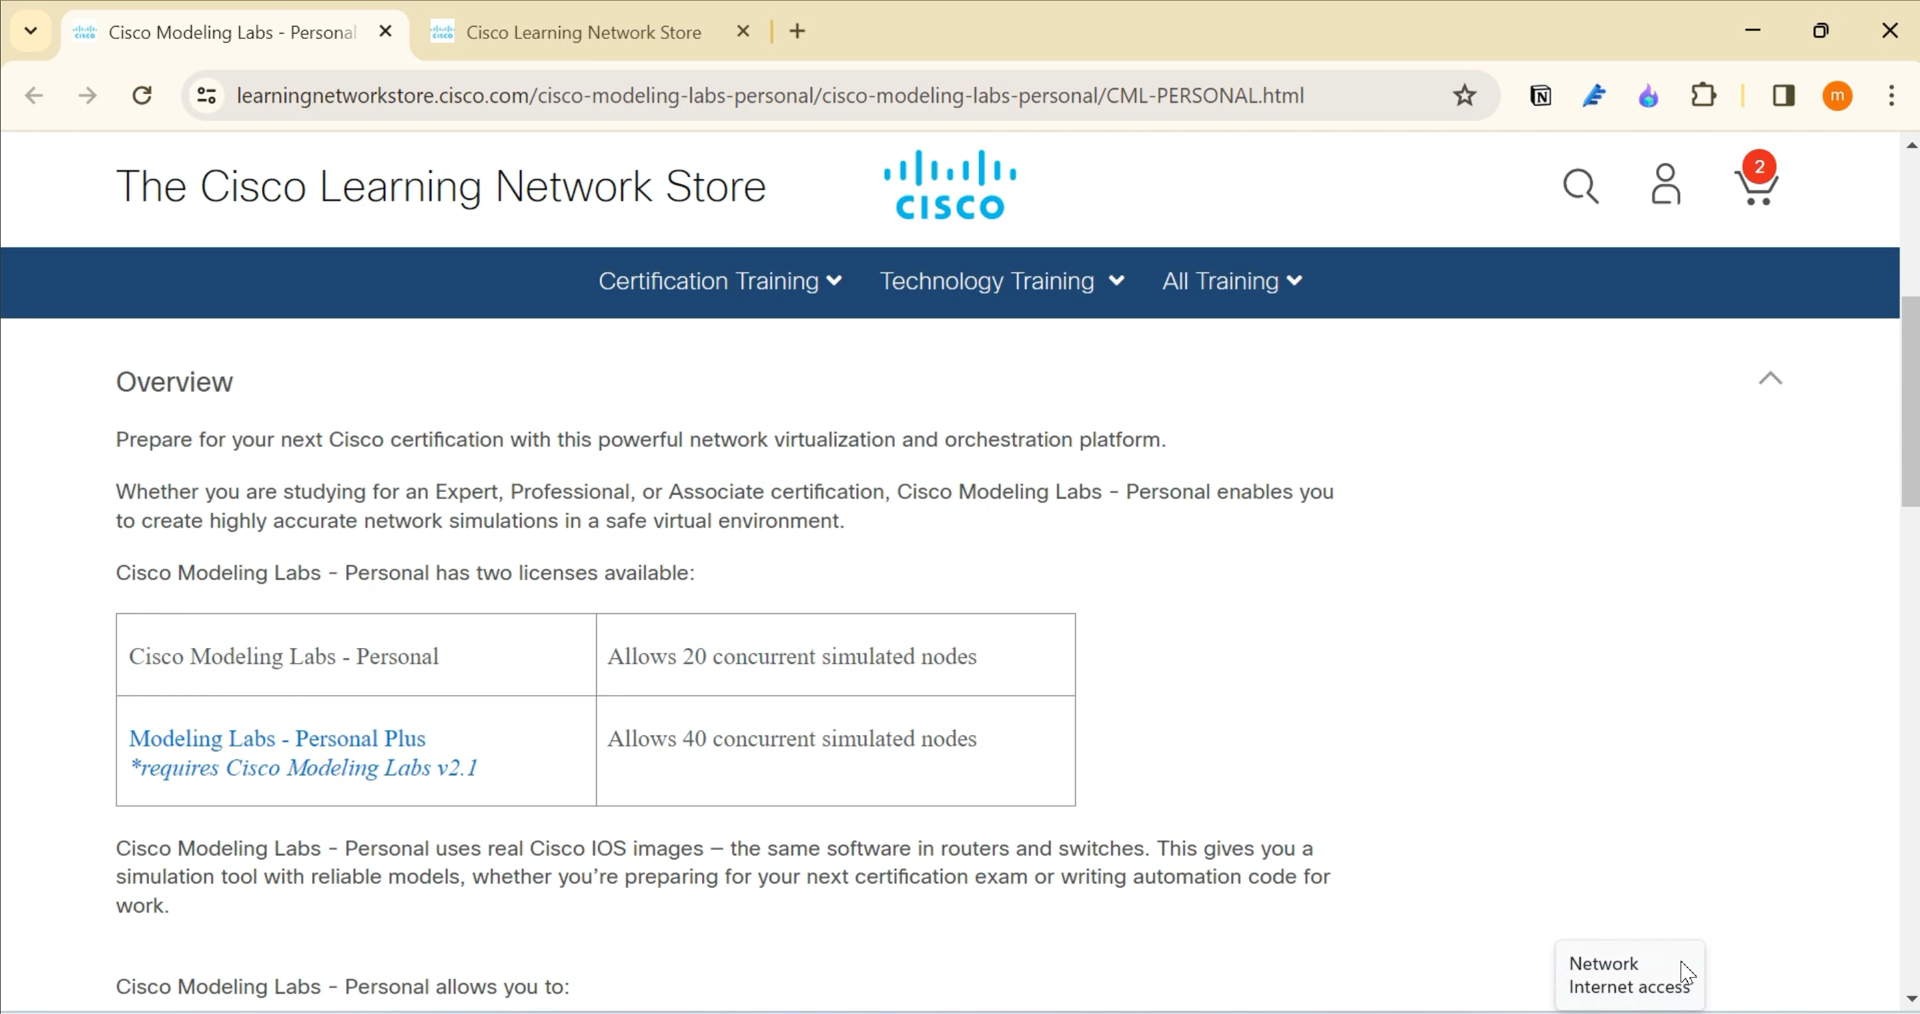 Cisco Modeling Labs - Personal
Cisco Learning Network Store
learningnetworkstore.cisco.com/cisco-modeling-labs-personal/cisco-modeling-labs-personal/CML-PERSONAL.html
m
The Cisco Learning Network Store
CISCO
2
Certification Training
Technology Training
All Training
Overview
Prepare for your next Cisco certification with this powerful network virtualization and orchestration platform.
Whether you are studying for an Expert, Professional, or Associate certification, Cisco Modeling Labs - Personal enables you
to create highly accurate network simulations in a safe virtual environment.
Cisco Modeling Labs - Personal has two licenses available:
Cisco Modeling Labs - Personal
Allows 20 concurrent simulated nodes
Modeling Labs - Personal Plus
*requires Cisco Modeling Labs v2.1
Allows 40 concurrent simulated nodes
Cisco Modeling Labs - Personal uses real Cisco IOS images – the same software in routers and switches. This gives you a
simulation tool with reliable models, whether you're preparing for your next certification exam or writing automation code for
work.
Cisco Modeling Labs - Personal allows you to:
Network
Internet access